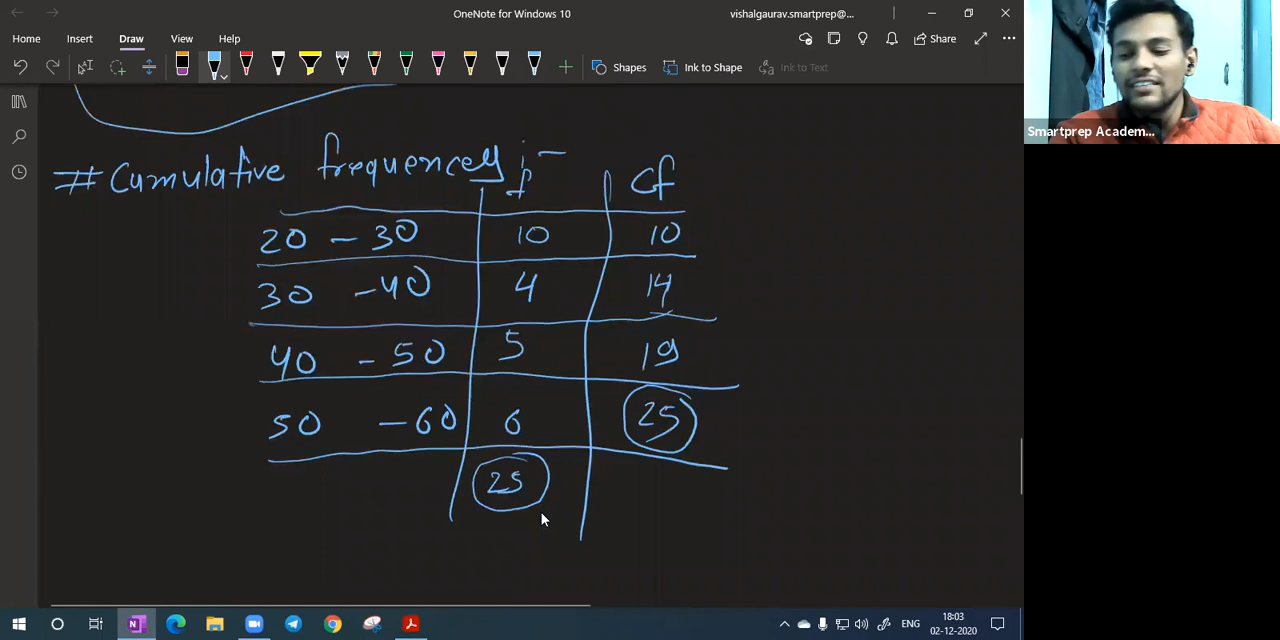 OneNote for Windows 10
vishalgaurav.smartprep@...
Home Insert Draw View Help
Share
Shapes
Ink to Shape
Ink to Text
Smartprep Academ...
# Cumulative frequencey :-
f cf
20 - 30 10 10
30 - 40 4 14
40 - 50 5 19
50 - 60 6 25
25
ENG
18:03
02-12-2020